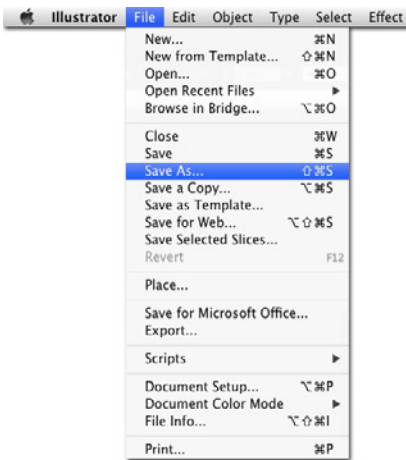 Illustrator File Edit Object Type Select Effect
New... ⌘N
New from Template... ⇧⌘N
Open... ⌘O
Open Recent Files ▶
Browse in Bridge... ⌥⌘O
Close ⌘W
Save ⌘S
Save As... ⇧⌘S
Save a Copy... ⌥⌘S
Save as Template...
Save for Web... ⌥⇧⌘S
Save Selected Slices...
Revert F12
Place...
Save for Microsoft Office...
Export...
Scripts ▶
Document Setup... ⌥⌘P
Document Color Mode ▶
File Info... ⌥⇧⌘I
Print... ⌘P